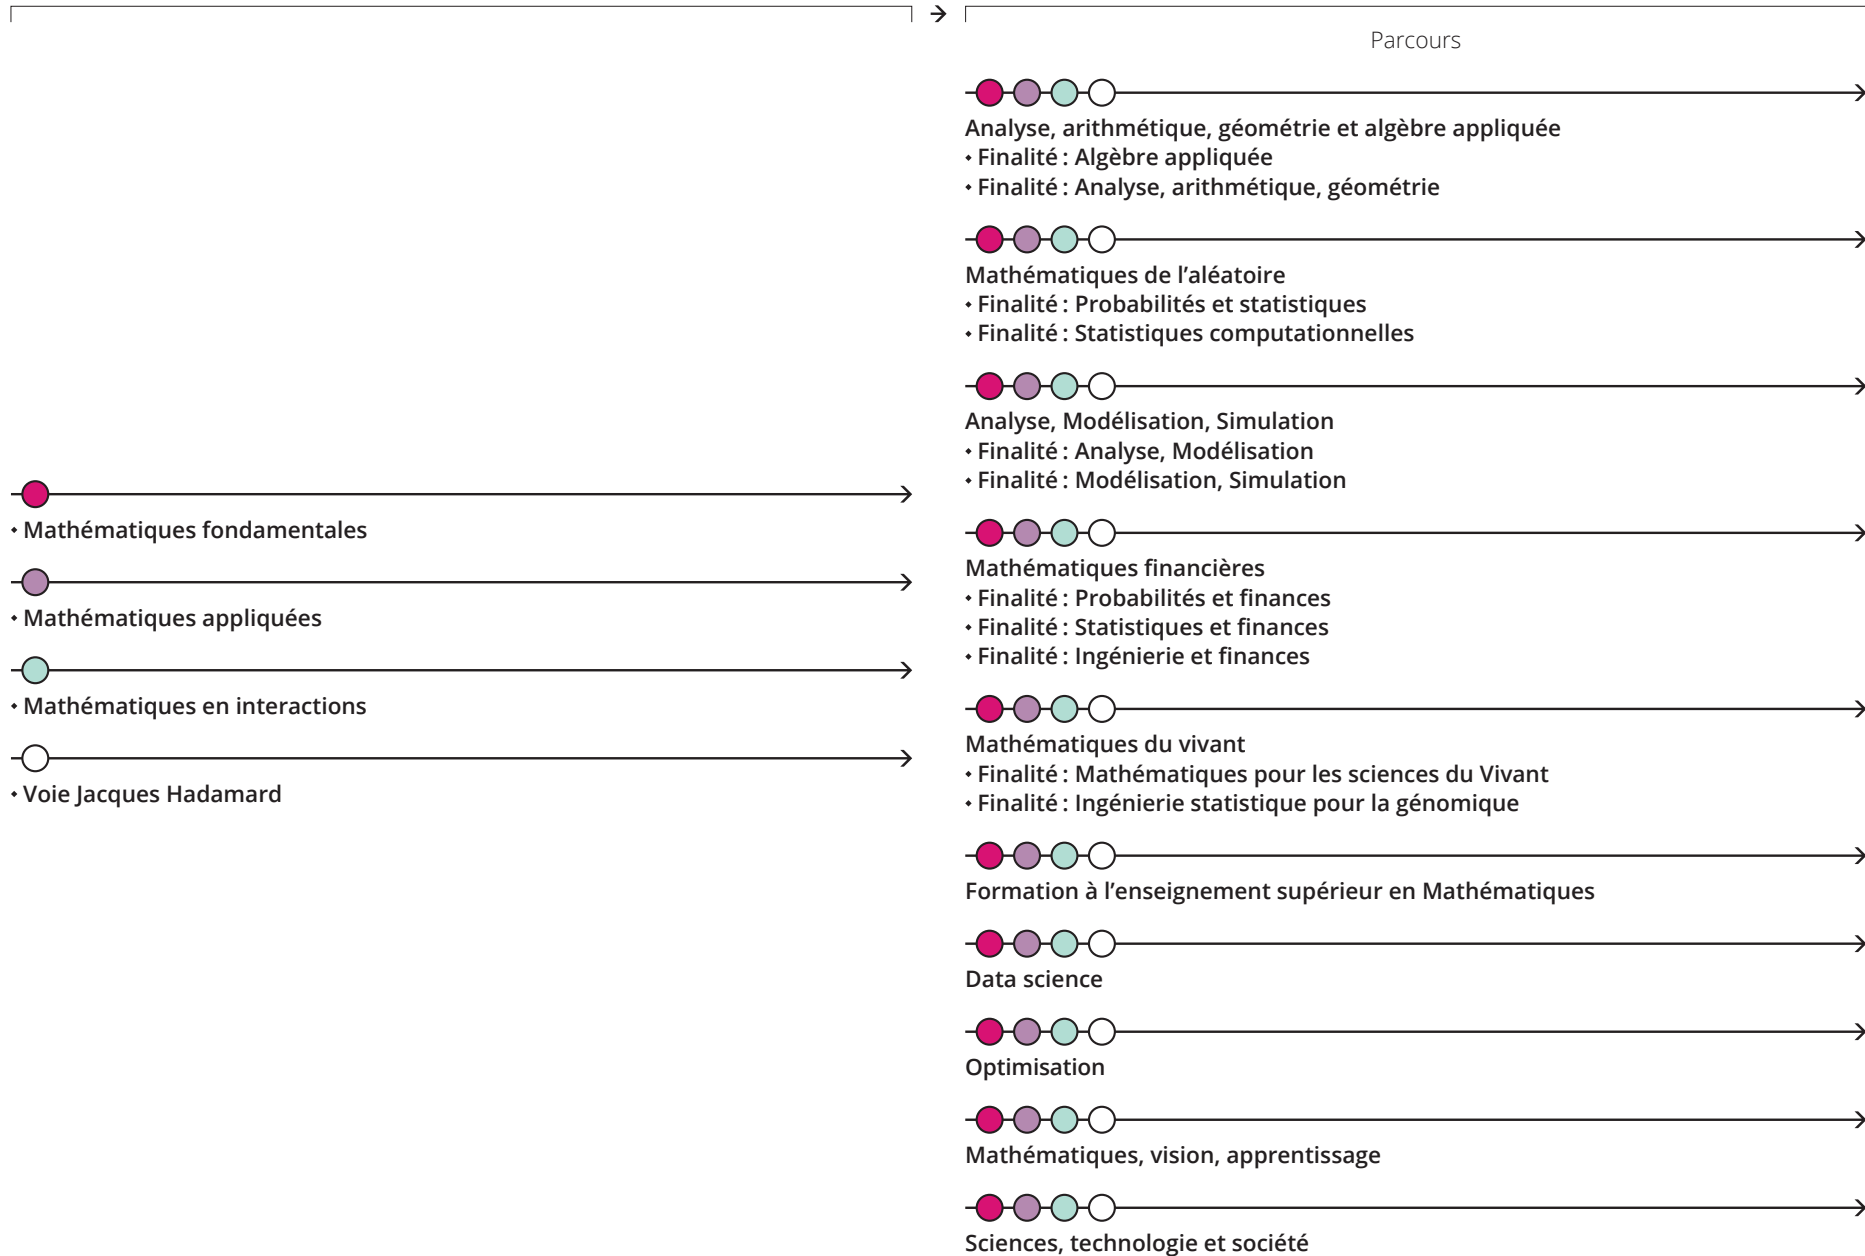 • Mathématiques fondamentales
• Mathématiques appliquées
• Mathématiques en interactions
• Voie Jacques Hadamard
Parcours
Analyse, arithmétique, géométrie et algèbre appliquée
• Finalité : Algèbre appliquée
• Finalité : Analyse, arithmétique, géométrie
Mathématiques de l’aléatoire
• Finalité : Probabilités et statistiques
• Finalité : Statistiques computationnelles
Analyse, Modélisation, Simulation
• Finalité : Analyse, Modélisation
• Finalité : Modélisation, Simulation
Mathématiques financières
• Finalité : Probabilités et finances
• Finalité : Statistiques et finances
• Finalité : Ingénierie et finances
Mathématiques du vivant
• Finalité : Mathématiques pour les sciences du Vivant
• Finalité : Ingénierie statistique pour la génomique
Formation à l’enseignement supérieur en Mathématiques
Data science
Optimisation
Mathématiques, vision, apprentissage
Sciences, technologie et société